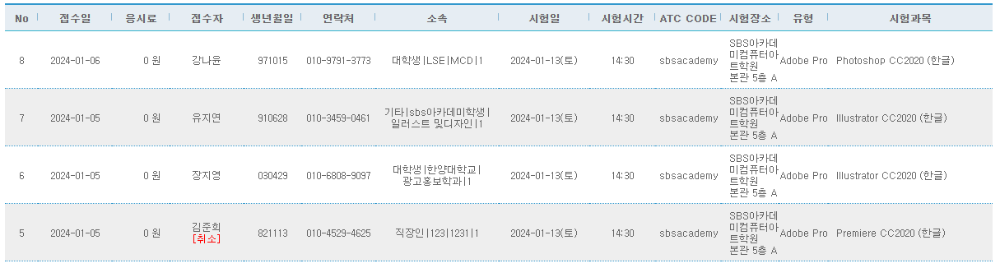 No 접수일 응시료 접수자 생년월일 연락처 소속 시험일 시험시간 ATC CODE 시험장소 유형 시험과목
8 2024-01-06 0 원 강나윤 971015 010-9791-3773 대학생|LSE|MCD|1 2024-01-13(토) 14:30 sbsacademy SBS아카데
미컴퓨터아
트학원
본관 5층 A Adobe Pro Photoshop CC2020 (한글)
7 2024-01-05 0 원 유지연 910628 010-3459-0461 기타|sbs아카데미학생|
일러스트 및디자인|1 2024-01-13(토) 14:30 sbsacademy SBS아카데
미컴퓨터아
트학원
본관 5층 A Adobe Pro Illustrator CC2020 (한글)
6 2024-01-05 0 원 장지영 030429 010-6808-9097 대학생|한양대학교|
광고홍보학과|1 2024-01-13(토) 14:30 sbsacademy SBS아카데
미컴퓨터아
트학원
본관 5층 A Adobe Pro Illustrator CC2020 (한글)
5 2024-01-05 0 원 김준희
[취소] 821113 010-4529-4625 직장인|123|1231|1 2024-01-13(토) 14:30 sbsacademy SBS아카데
미컴퓨터아
트학원
본관 5층 A Adobe Pro Premiere CC2020 (한글)